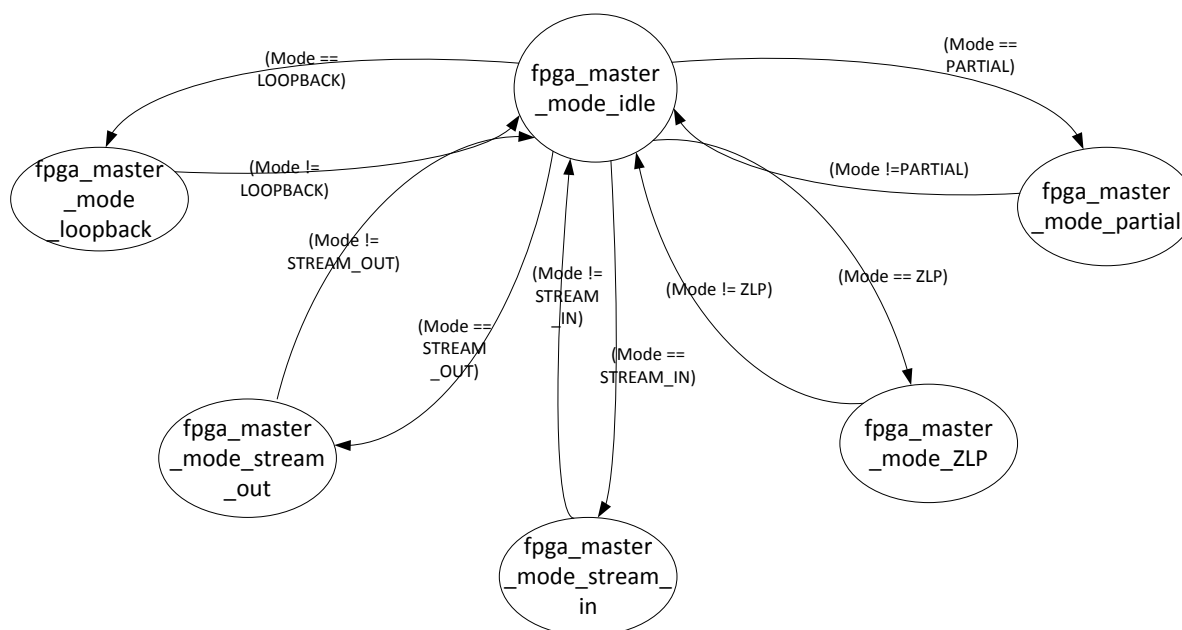 (Mode ==
LOOPBACK)
fpga_master
_mode_idle
(Mode ==
PARTIAL)
(Mode !=
LOOPBACK)
fpga_master
_mode
_loopback
(Mode !=PARTIAL)
fpga_master
_mode_partial
(Mode !=
STREAM_OUT)
(Mode !=
STREAM
_IN)
(Mode != ZLP)
(Mode == ZLP)
(Mode ==
STREAM
_OUT)
(Mode ==
STREAM_IN)
fpga_master
_mode_stream
_out
fpga_master
_mode_ZLP
fpga_master
_mode_stream_
in